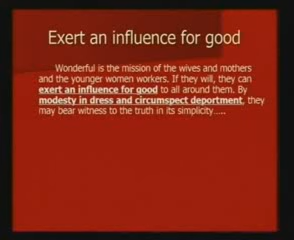 Exert an influence for good
Wonderful is the mission of the wives and mothers
and the younger women workers. If they will, they can
exert an influence for good to all around them. By
modesty in dress and circumspect deportment, they
may bear witness to the truth in its simplicity…..